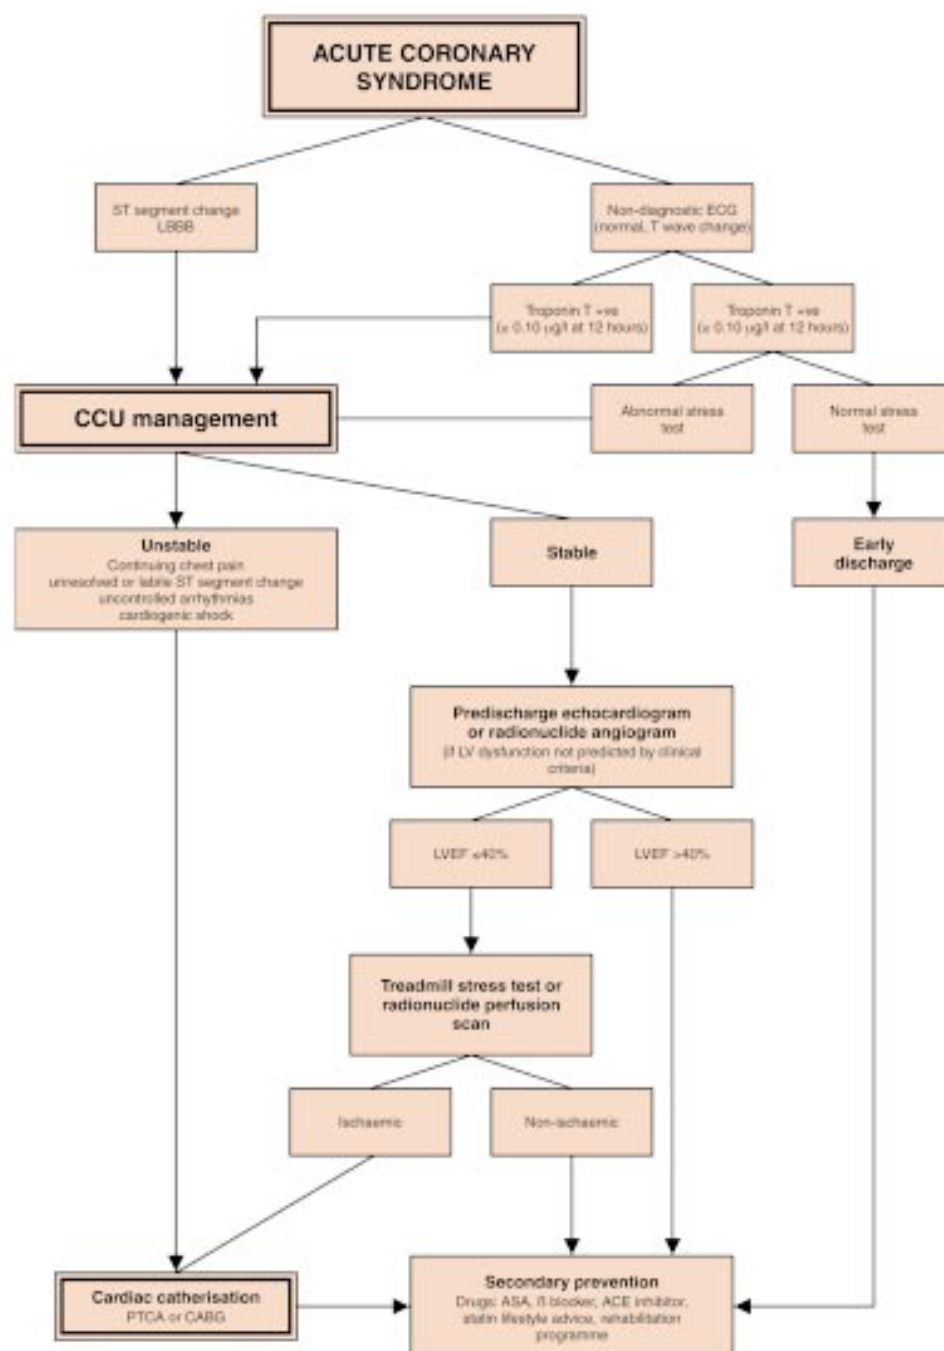 ACUTE CORONARY
SYNDROME
ST segment change
LBBB
Non-diagnostic ECG
(normal, T wave change)
Troponin T +ve
(≥ 0.10 µg/l at 12 hours)
Troponin T +ve
(≥ 0.10 µg/l at 12 hours)
CCU management
Abnormal stress
test
Normal stress
test
Unstable
Continuing chest pain
unresolved or labile ST segment change
uncontrolled arrhythmias
cardiogenic shock
Stable
Early
discharge
Predischarge echocardiogram
or radionuclide angiogram
(if LV dysfunction not predicted by clinical
criteria)
LVEF ≤40%
LVEF >40%
Treadmill stress test or
radionuclide perfusion
scan
Ischaemic
Non-ischaemic
Cardiac catherisation
PTCA or CABG
Secondary prevention
Drugs: ASA, ß blocker, ACE inhibitor,
statin lifestyle advice, rehabilitation
programme